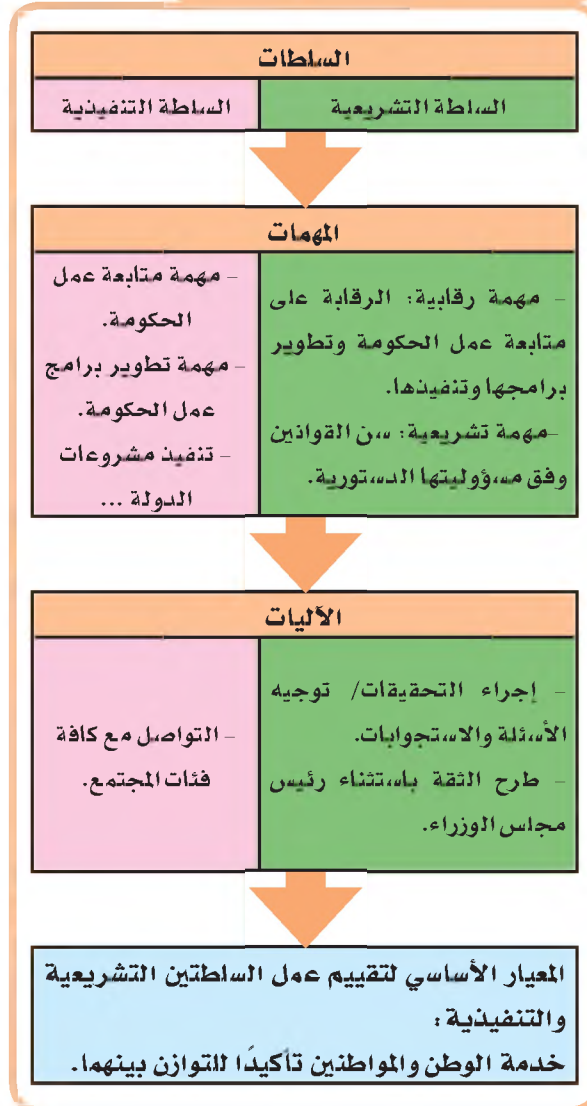 السلطات
السلطة التشريعية
السلطة التنفيذية
المهمات
- مهمة رقابية: الرقابة على
متابعة عمل الحكومة وتطوير
برامجها وتنفيذها.
-مهمة تشريعية: سن القوانين
وفق مسؤوليتها الدستورية.
- مهمة متابعة عمل
الحكومة.
- مهمة تطوير برامج
عمل الحكومة.
- تنفيذ مشروعات
الدولة ...
الآليات
- إجراء التحقيقات/ توجيه
الأسئلة والاستجوابات.
- طرح الثقة باستثناء رئيس
مجلس الوزراء.
- التواصل مع كافة
فئات المجتمع.
المعيار الأساسي لتقييم عمل السلطتين التشريعية
والتنفيذية:
خدمة الوطن والمواطنين تأكيدًا للتوازن بينهما.